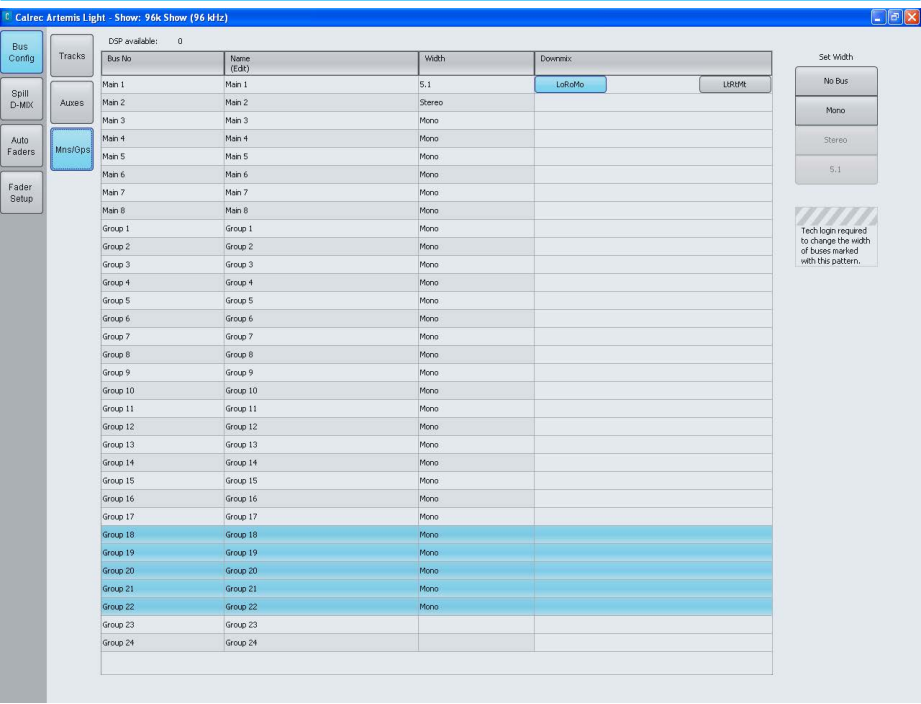 C Calrec Artemis Light - Show: 96k Show (96 kHz)
Bus Config
Spill D-MIX
Auto Faders
Fader Setup
Tracks
Auxes
Mns/Gps
DSP available: 0
Bus No Name (Edit) Width Downmix
Main 1 Main 1 5.1 LoRoMo LtRtMt
Main 2 Main 2 Stereo
Main 3 Main 3 Mono
Main 4 Main 4 Mono
Main 5 Main 5 Mono
Main 6 Main 6 Mono
Main 7 Main 7 Mono
Main 8 Main 8 Mono
Group 1 Group 1 Mono
Group 2 Group 2 Mono
Group 3 Group 3 Mono
Group 4 Group 4 Mono
Group 5 Group 5 Mono
Group 6 Group 6 Mono
Group 7 Group 7 Mono
Group 8 Group 8 Mono
Group 9 Group 9 Mono
Group 10 Group 10 Mono
Group 11 Group 11 Mono
Group 12 Group 12 Mono
Group 13 Group 13 Mono
Group 14 Group 14 Mono
Group 15 Group 15 Mono
Group 16 Group 16 Mono
Group 17 Group 17 Mono
Group 18 Group 18 Mono
Group 19 Group 19 Mono
Group 20 Group 20 Mono
Group 21 Group 21 Mono
Group 22 Group 22 Mono
Group 23 Group 23
Group 24 Group 24
Set Width
No Bus
Mono
Stereo
5.1
Tech login required
to change the width
of buses marked
with this pattern.